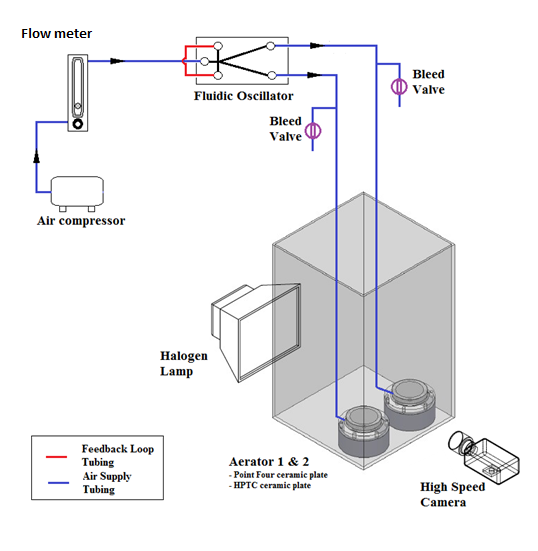 Flow meter
Fluidic Oscillator
Bleed
Valve
Bleed
Valve
Air compressor
Halogen
Lamp
Aerator 1 & 2
- Point Four ceramic plate
- HPTC ceramic plate
High Speed
Camera
Feedback Loop
Tubing
Air Supply
Tubing